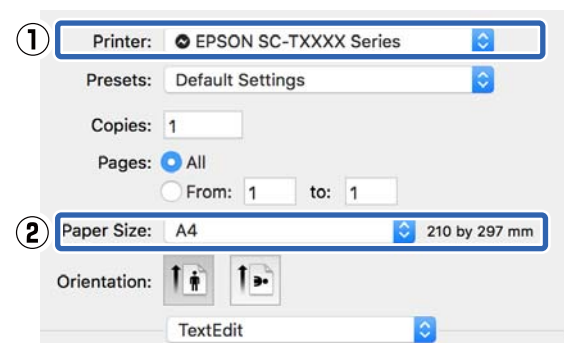 ① Printer: EPSON SC-TXXXX Series
Presets: Default Settings
Copies: 1
Pages: All
From: 1 to: 1
② Paper Size: A4 210 by 297 mm
Orientation:
TextEdit